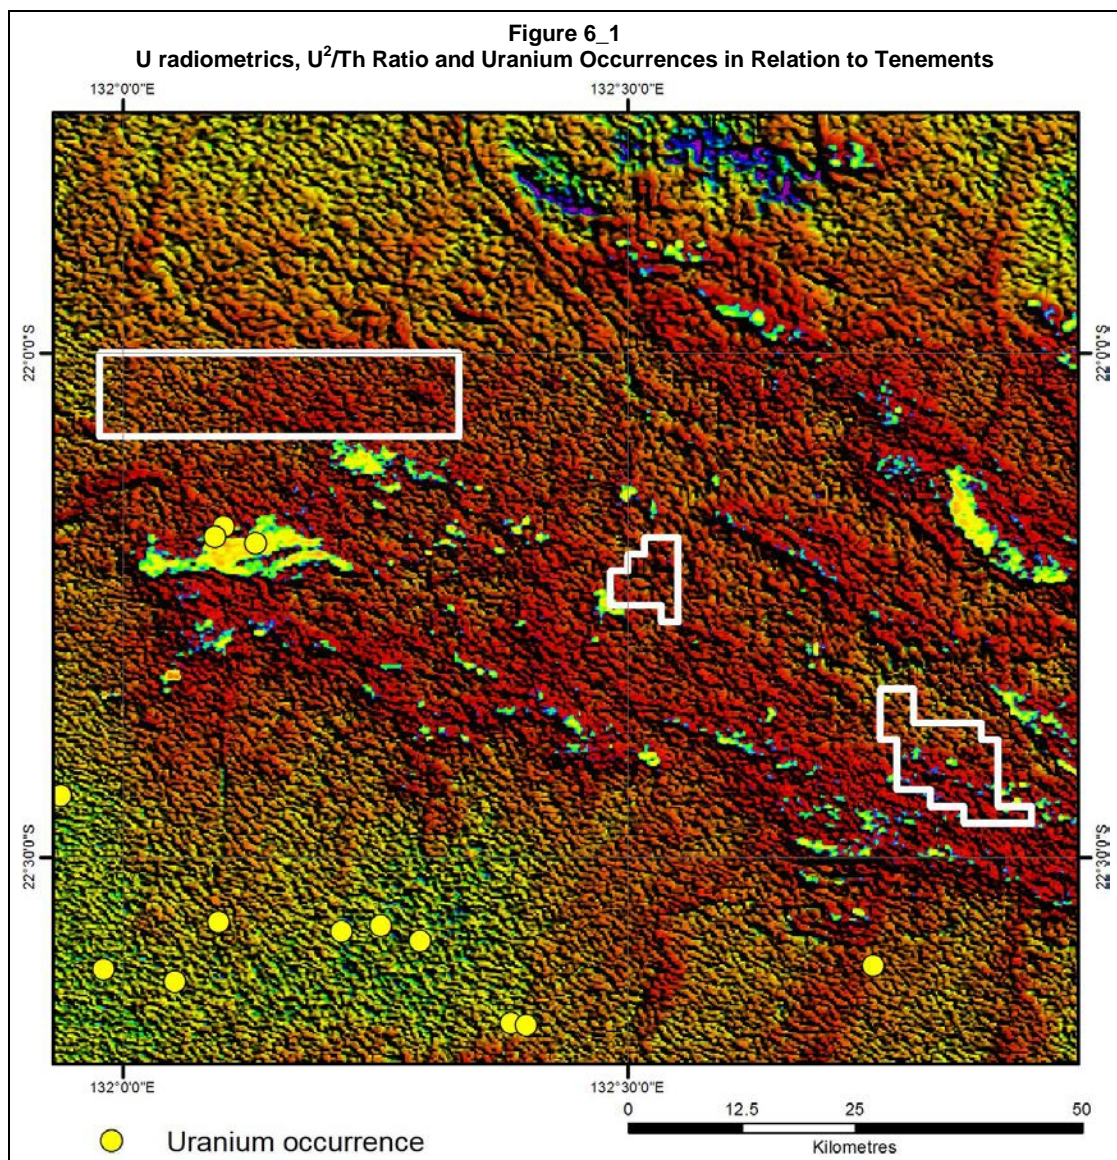 Figure 6_1
U radiometrics, U²/Th Ratio and Uranium Occurrences in Relation to Tenements
132°0'0"E 132°30'0"E
22°0'0"S 22°0'0"S
22°30'0"S 22°30'0"S
132°0'0"E 132°30'0"E
0 12.5 25 50
Kilometres
Uranium occurrence